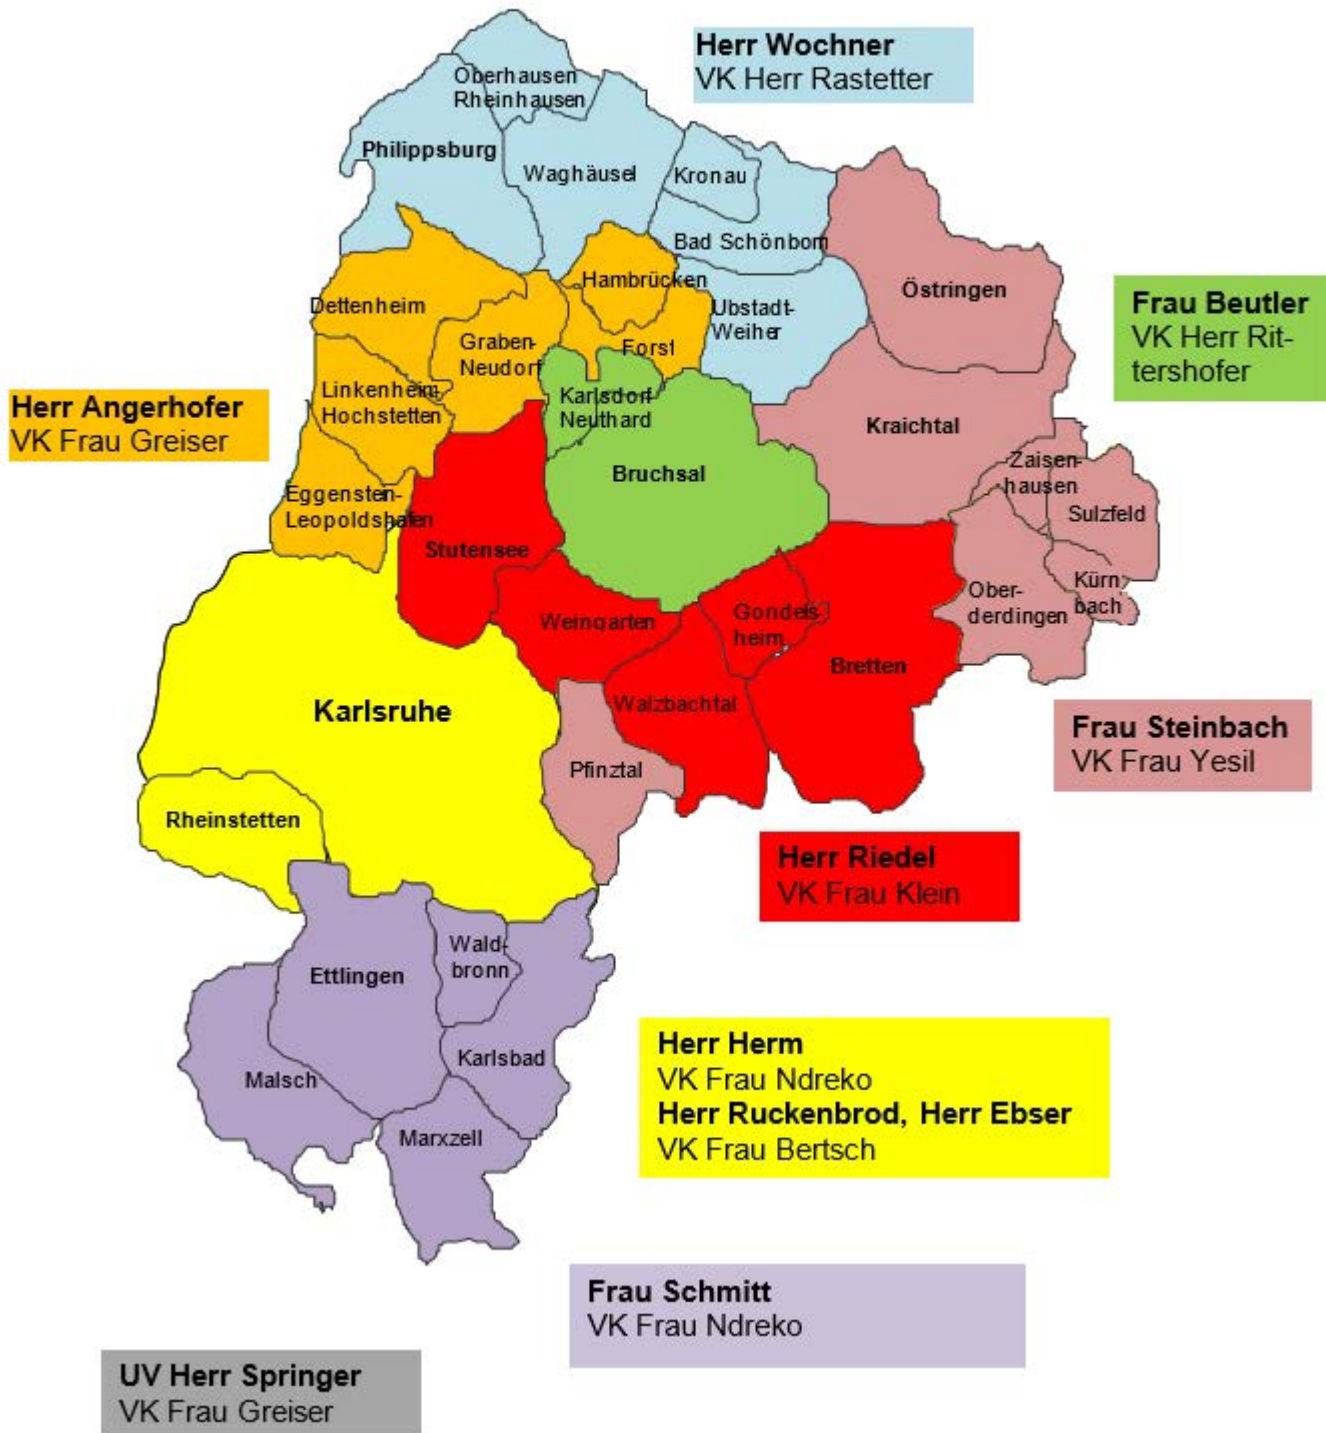 Herr Wochner
VK Herr Rastetter
Oberhausen
Rheinhausen
Philippsburg
Waghäusel
Kronau
Bad Schönborn
Hambrücken
Östringen
Dettenheim
Ubstadt-
Weiher
Frau Beutler
VK Herr Rit-
tershofer
Graben-
Neudorf
Forst
Linkenheim-
Hochstetten
Karlsdorf
Neuthard
Herr Angerhofer
VK Frau Greiser
Kraichtal
Bruchsal
Zaisen-
hausen
Sulzfeld
Eggensten-
Leopoldshafen
Stutensee
Kürn
bach
Ober-
derdingen
Weingarten
Gondels-
heim
Bretten
Karlsruhe
Walzbachtal
Pfinztal
Frau Steinbach
VK Frau Yesil
Rheinstetten
Herr Riedel
VK Frau Klein
Wald-
bronn
Ettlingen
Karlsbad
Malsch
Marxzell
Herr Herm
VK Frau Ndreko
Herr Ruckenbrod, Herr Ebser
VK Frau Bertsch
Frau Schmitt
VK Frau Ndreko
UV Herr Springer
VK Frau Greiser